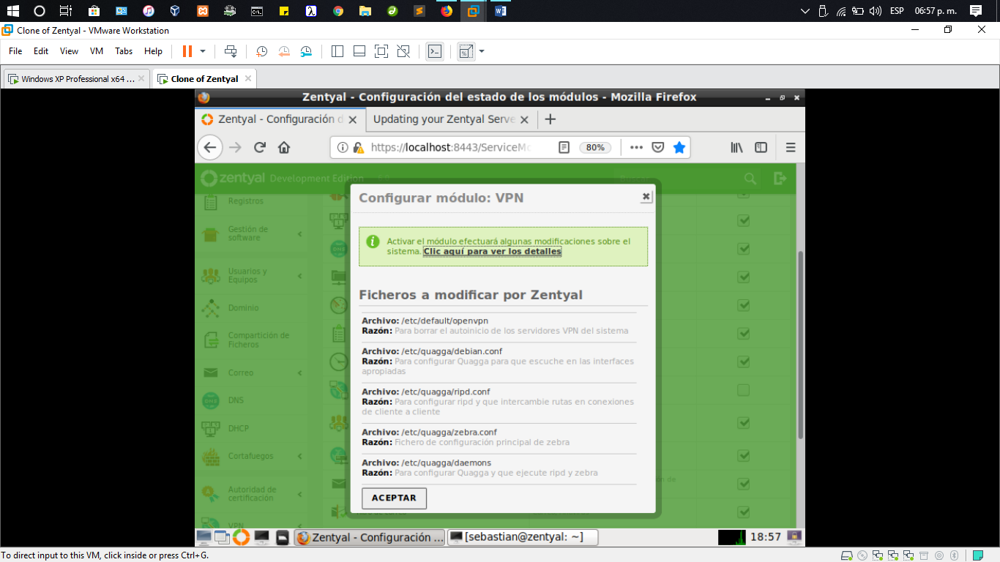 ESP 06:57 p. m.
Clone of Zentyal - VMware Workstation
File Edit View VM Tabs Help
Windows XP Professional x64 ... Clone of Zentyal
Zentyal - Configuración del estado de los módulos - Mozilla Firefox
Zentyal - Configuración d Updating your Zentyal Serve
https://localhost:8443/ServiceMo 80%
zentyal Development Edition
Configurar módulo: VPN
Activar el módulo efectuará algunas modificaciones sobre el
sistema. Clic aquí para ver los detalles
Ficheros a modificar por Zentyal
Archivo: /etc/default/openvpn
Razón: Para borrar el autoinicio de los servidores VPN del sistema
Archivo: /etc/quagga/debian.conf
Razón: Para configurar Quagga para que escuche en las interfaces
apropiadas
Archivo: /etc/quagga/ripd.conf
Razón: Para configurar ripd y que intercambie rutas en conexiones
de cliente a cliente
Archivo: /etc/quagga/zebra.conf
Razón: Fichero de configuración principal de zebra
Archivo: /etc/quagga/daemons
Razón: Para configurar Quagga y que ejecute ripd y zebra
ACEPTAR
Registros
Gestión de
software
Usuarios y
Equipos
Dominio
Compartición de
Ficheros
Correo
DNS
DHCP
Cortafuegos
Autoridad de
certificación
VPN
Zentyal - Configuración ... [sebastian@zentyal: ~] 18:57
To direct input to this VM, click inside or press Ctrl+G.